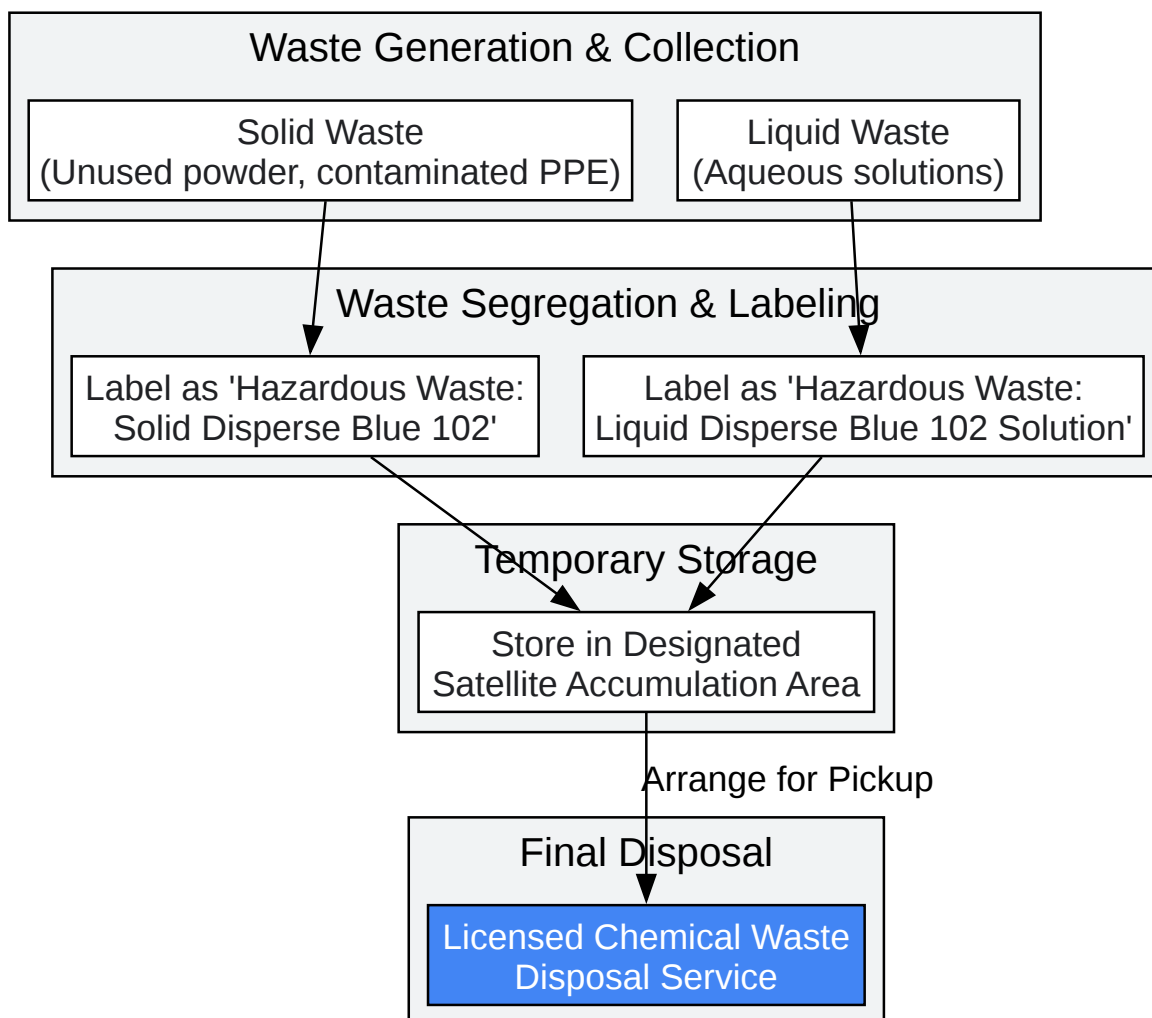 Waste Generation & Collection
Solid Waste
(Unused powder, contaminated PPE)
Liquid Waste
(Aqueous solutions)
Waste Segregation & Labeling
Label as 'Hazardous Waste:
Solid Disperse Blue 102'
Label as 'Hazardous Waste:
Liquid Disperse Blue 102 Solution'
Temporary Storage
Store in Designated
Satellite Accumulation Area
Arrange for Pickup
Final Disposal
Licensed Chemical Waste
Disposal Service